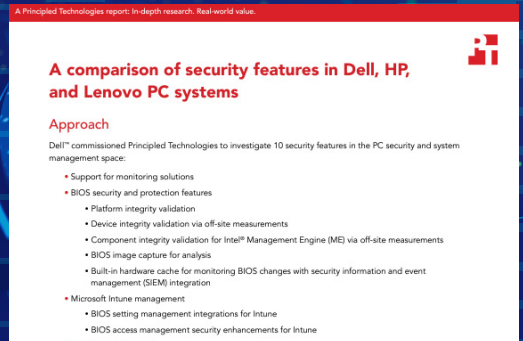 A Principled Technologies report: In-depth research. Real-world value.
PT
A comparison of security features in Dell, HP,
and Lenovo PC systems
Approach
Dell™ commissioned Principled Technologies to investigate 10 security features in the PC security and system
management space:
• Support for monitoring solutions
• BIOS security and protection features
• Platform integrity validation
• Device integrity validation via off-site measurements
• Component integrity validation for Intel® Management Engine (ME) via off-site measurements
• BIOS image capture for analysis
• Built-in hardware cache for monitoring BIOS changes with security information and event
management (SIEM) integration
• Microsoft Intune management
• BIOS setting management integrations for Intune
• BIOS access management security enhancements for Intune